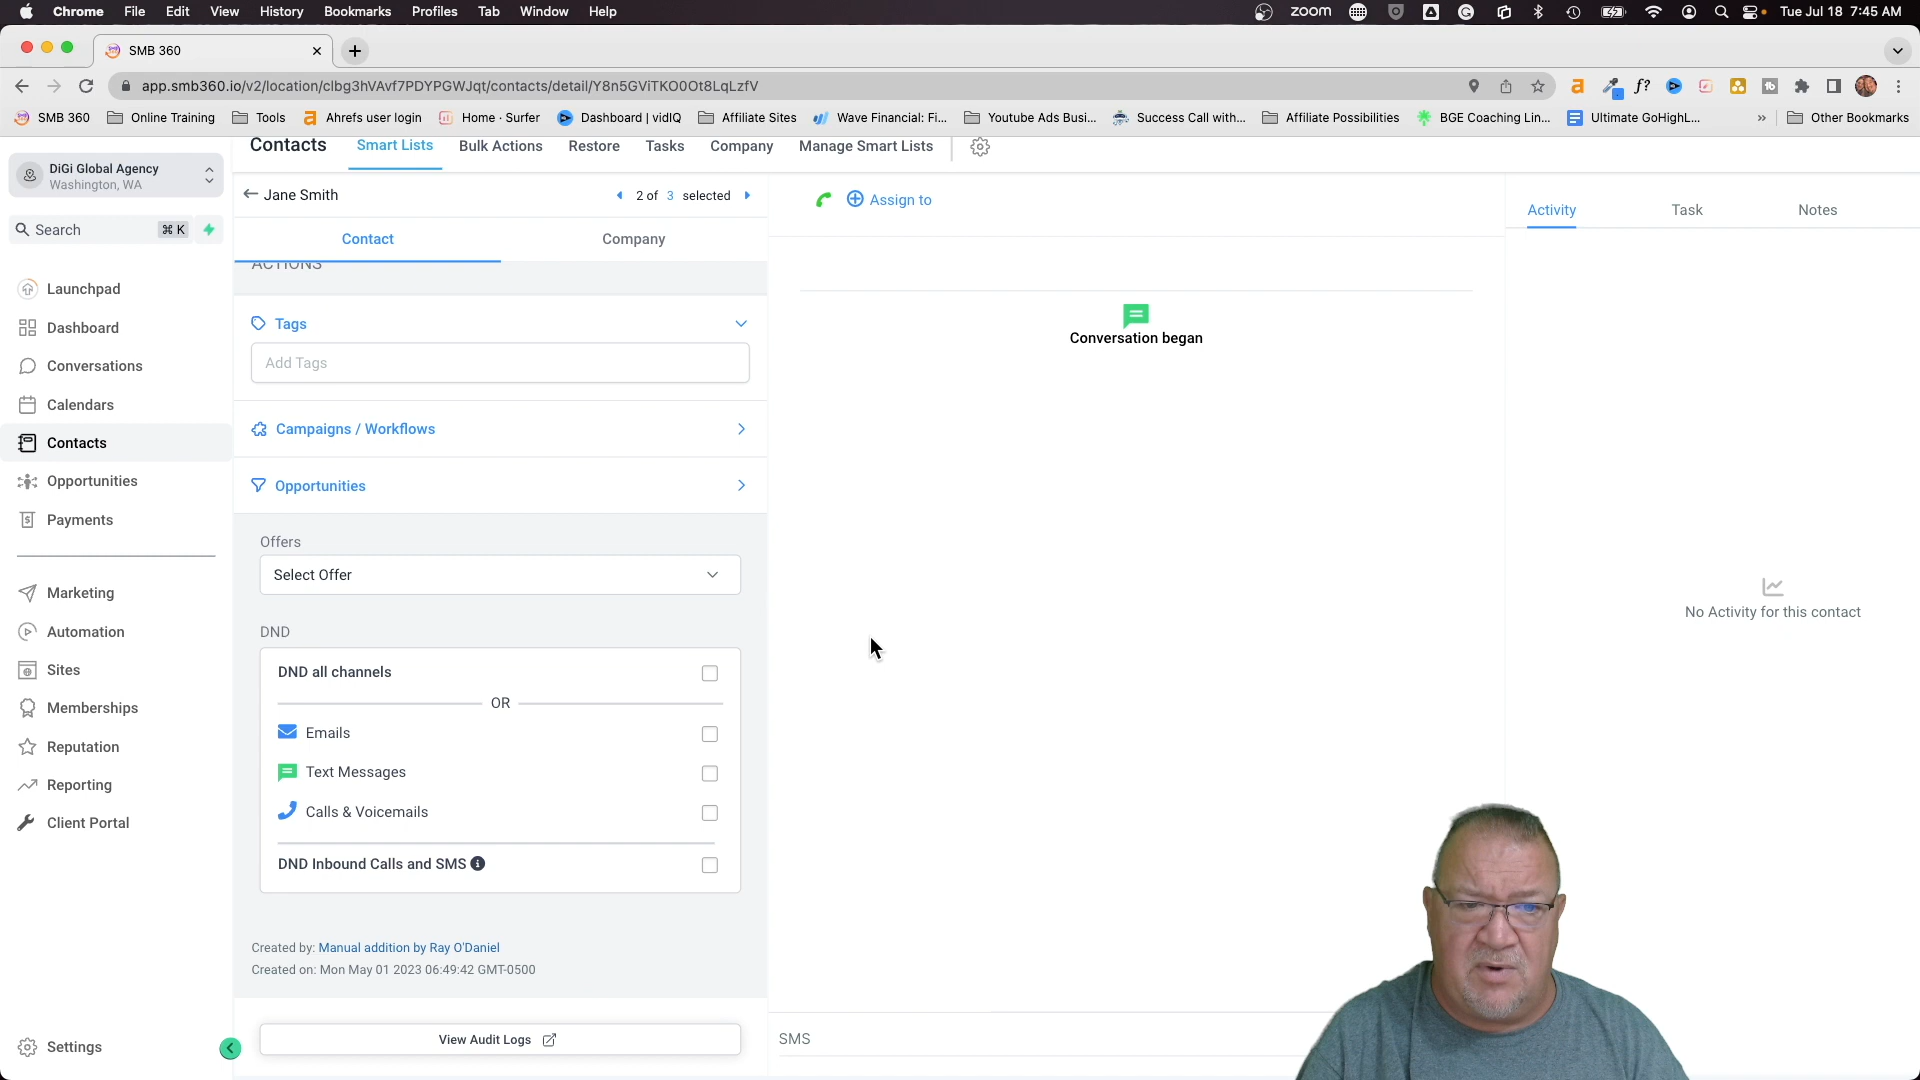 Chrome File Edit View History Bookmarks Profiles Tab Window Help
zoom
Tue Jul 18 7:45 AM
SMB 360
app.smb360.io/v2/location/clbg3hVAvf7PDYPGWJqt/contacts/detail/Y8n5GViTKO0Ot8LqLzfV
f?
SMB 360 Online Training Tools Ahrefs user login Home · Surfer Dashboard | vidIQ Affiliate Sites Wave Financial: Fi... Youtube Ads Busi... Success Call with... Affiliate Possibilities BGE Coaching Lin... Ultimate GoHighL... » Other Bookmarks
DiGi Global Agency
Washington, WA
Search
⌘ K
Launchpad
Dashboard
Conversations
Calendars
Contacts
Opportunities
Payments
Marketing
Automation
Sites
Memberships
Reputation
Reporting
Client Portal
Settings
Contacts Smart Lists Bulk Actions Restore Tasks Company Manage Smart Lists
Jane Smith
2 of 3 selected
Contact
Company
ACTIONS
Tags
Add Tags
Campaigns / Workflows
Opportunities
Offers
Select Offer
DND
DND all channels
OR
Emails
Text Messages
Calls & Voicemails
DND Inbound Calls and SMS
Created by: Manual addition by Ray O'Daniel
Created on: Mon May 01 2023 06:49:42 GMT-0500
View Audit Logs
Assign to
Conversation began
SMS
Activity
Task
Notes
No Activity for this contact